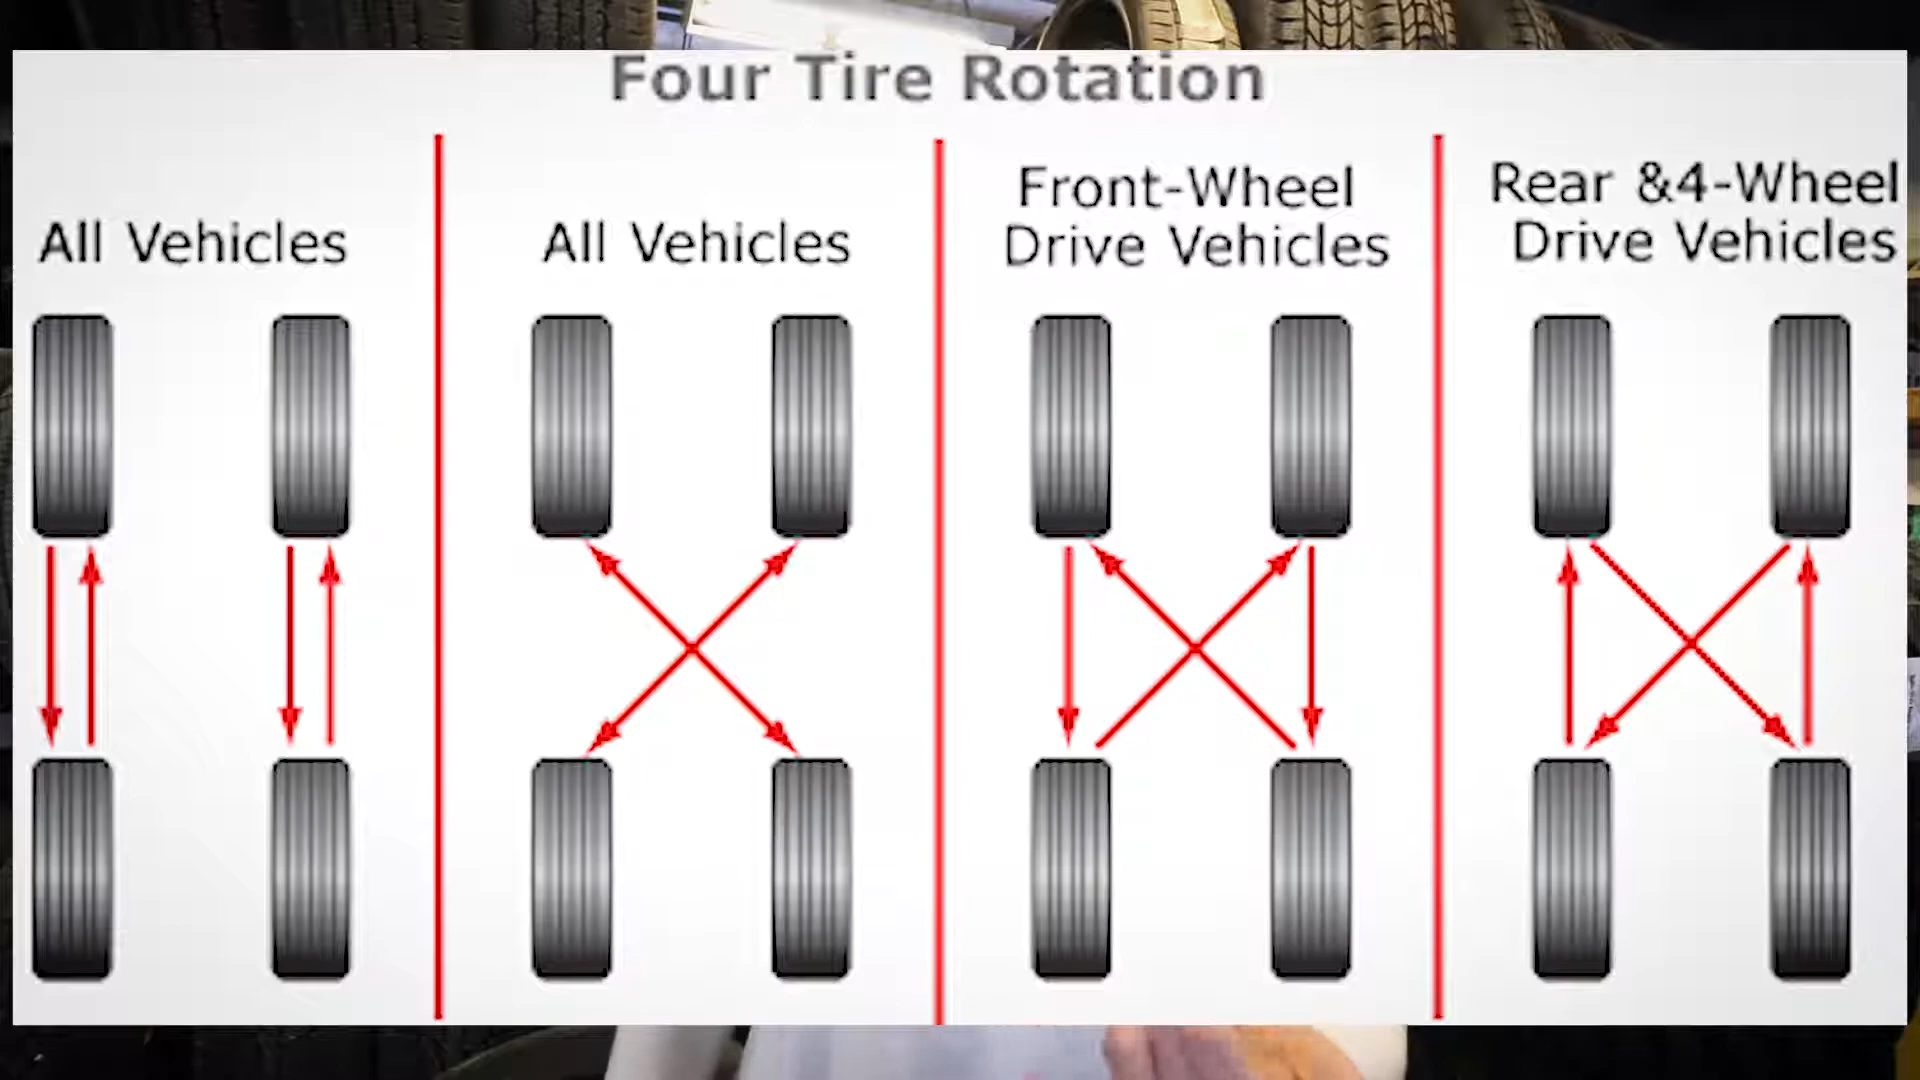 Four Tire Rotation
All Vehicles
All Vehicles
Front-Wheel
Drive Vehicles
Rear &4-Wheel
Drive Vehicles